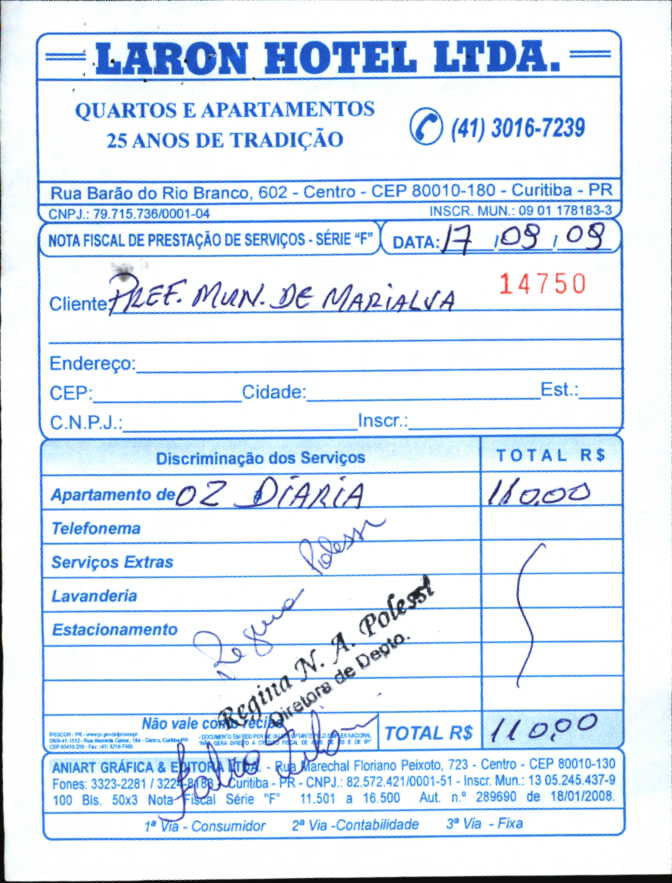 LARON HOTEL LTDA.
QUARTOS E APARTAMENTOS
25 ANOS DE TRADIÇÃO
(41) 3016-7239
Rua Barão do Rio Branco, 602 - Centro - CEP 80010-180 - Curitiba - PR
CNPJ.: 79.715.736/0001-04 INSCR. MUN.: 09 01 178183-3
NOTA FISCAL DE PRESTAÇÃO DE SERVIÇOS - SÉRIE "F" DATA: 17 / 09 / 09
14750
Cliente PREF. MUN. DE MARIALVA
Endereço:
CEP: Cidade: Est.:
C.N.P.J.: Inscr.:
Discriminação dos Serviços TOTAL R$
Apartamento de 02 DIARIA 110,00
Telefonema
Serviços Extras
Lavanderia
Estacionamento
Regina Polessi
Regina N. A. Polessi
Diretora de Depto.
Não vale como recibo
TOTAL R$ 110,00
ANIART GRÁFICA & EDITORA LTDA. - Rua Marechal Floriano Peixoto, 723 - Centro - CEP 80010-130
Fones: 3323-2281 / 3224-8188 - Curitiba - PR - CNPJ.: 82.572.421/0001-51 - Inscr. Mun.: 13 05.245.437-9
100 Bls. 50x3 Nota Fiscal Série "F" 11.501 a 16.500 Aut. n.º 289690 de 18/01/2008.
1ª Via - Consumidor 2ª Via -Contabilidade 3ª Via - Fixa